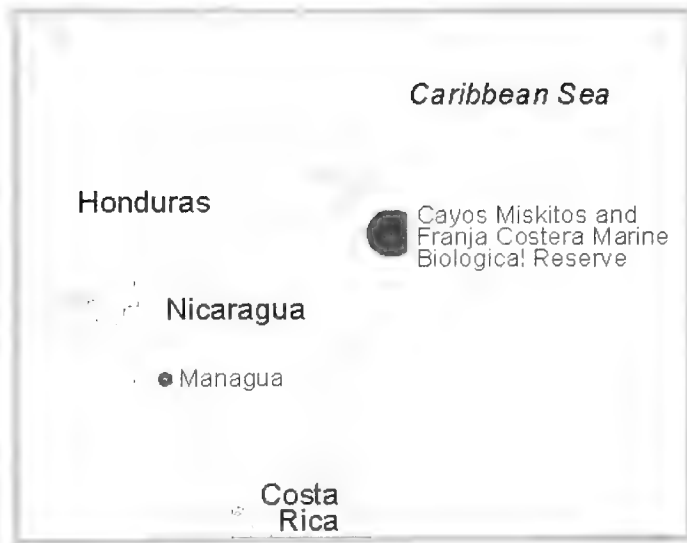 Caribbean Sea
Honduras
Cayos Miskitos and
Franja Costera Marine
Biological Reserve
Nicaragua
Managua
Costa
Rica